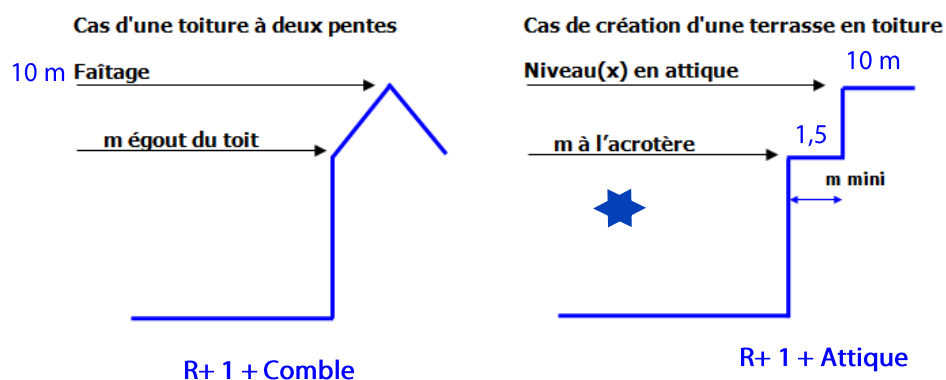 Cas d'une toiture à deux pentes
10 m Faîtage
m égout du toit
R+ 1 + Comble
Cas de création d'une terrasse en toiture
10 m
Niveau(x) en attique
1,5
m à l'acrotère
m mini
R+ 1 + Attique